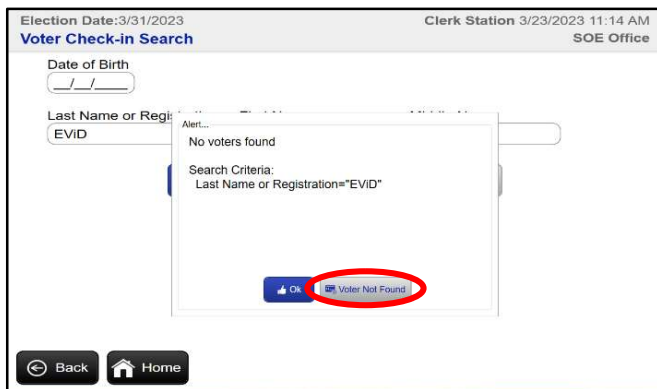 Election Date:3/31/2023
Clerk Station 3/23/2023 11:14 AM
Voter Check-in Search
SOE Office
Date of Birth
__/__/____
Last Name or
EViD
Alert...
No voters found
Search Criteria:
Last Name or Registration="EViD"
Ok
Voter Not Found
Back
Home